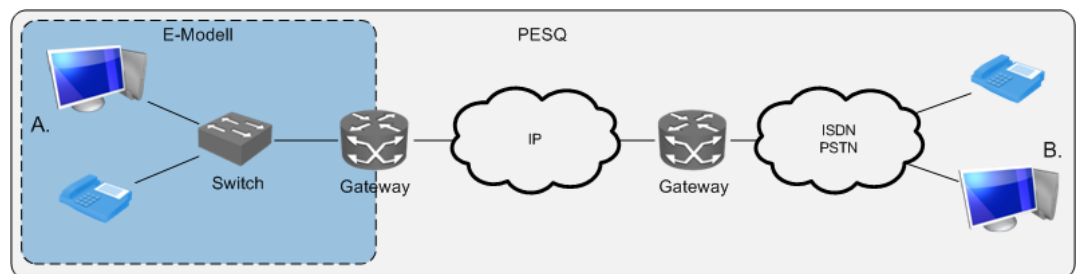 E-Modell
PESQ
A.
Switch
Gateway
IP
Gateway
ISDN
PSTN
B.